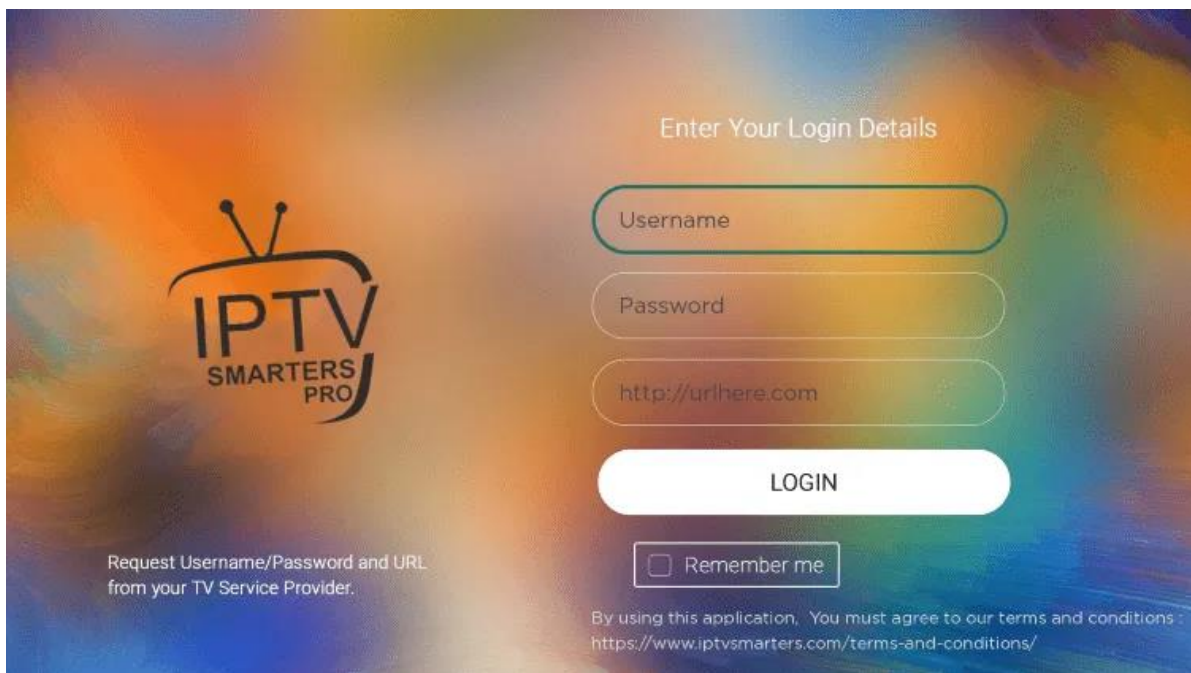 IPTV
SMARTERS
PRO
Request Username/Password and URL
from your TV Service Provider.
Enter Your Login Details
Username
Password
http://urlhere.com
LOGIN
Remember me
By using this application, You must agree to our terms and conditions :
https://www.iptvsmarters.com/terms-and-conditions/